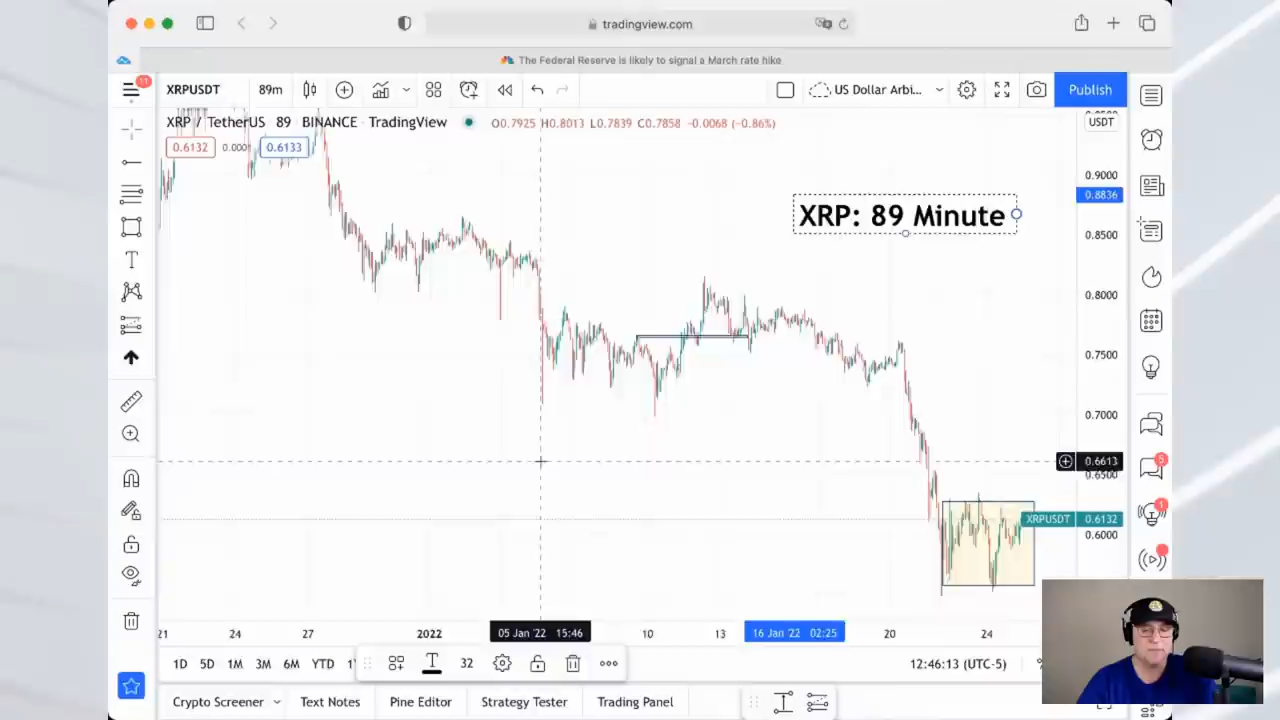 tradingview.com
The Federal Reserve is likely to signal a March rate hike
11
XRPUSDT 89m US Dollar Arbi... Publish
XRP / TetherUS 89 BINANCE TradingView O0.7925 H0.8013 L0.7839 C0.7858 -0.0068 (-0.86%)
USDT
0.6132 0.6133
0.9000
0.8836
XRP: 89 Minute
0.8500
0.8000
0.7500
0.7000
0.6613
0.6500
XRPUSDT 0.6132
0.6000
5
1
21 24 27 2022 05 Jan '22 15:46 10 13 16 Jan '22 02:25 20 24
1D 5D 1M 3M 6M YTD 32 12:46:13 (UTC-5)
Crypto Screener Text Notes Pine Editor Strategy Tester Trading Panel